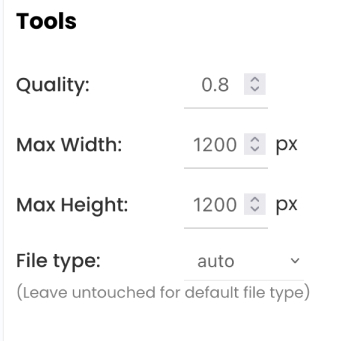 Tools
Quality: 0.8
Max Width: 1200 px
Max Height: 1200 px
File type: auto
(Leave untouched for default file type)